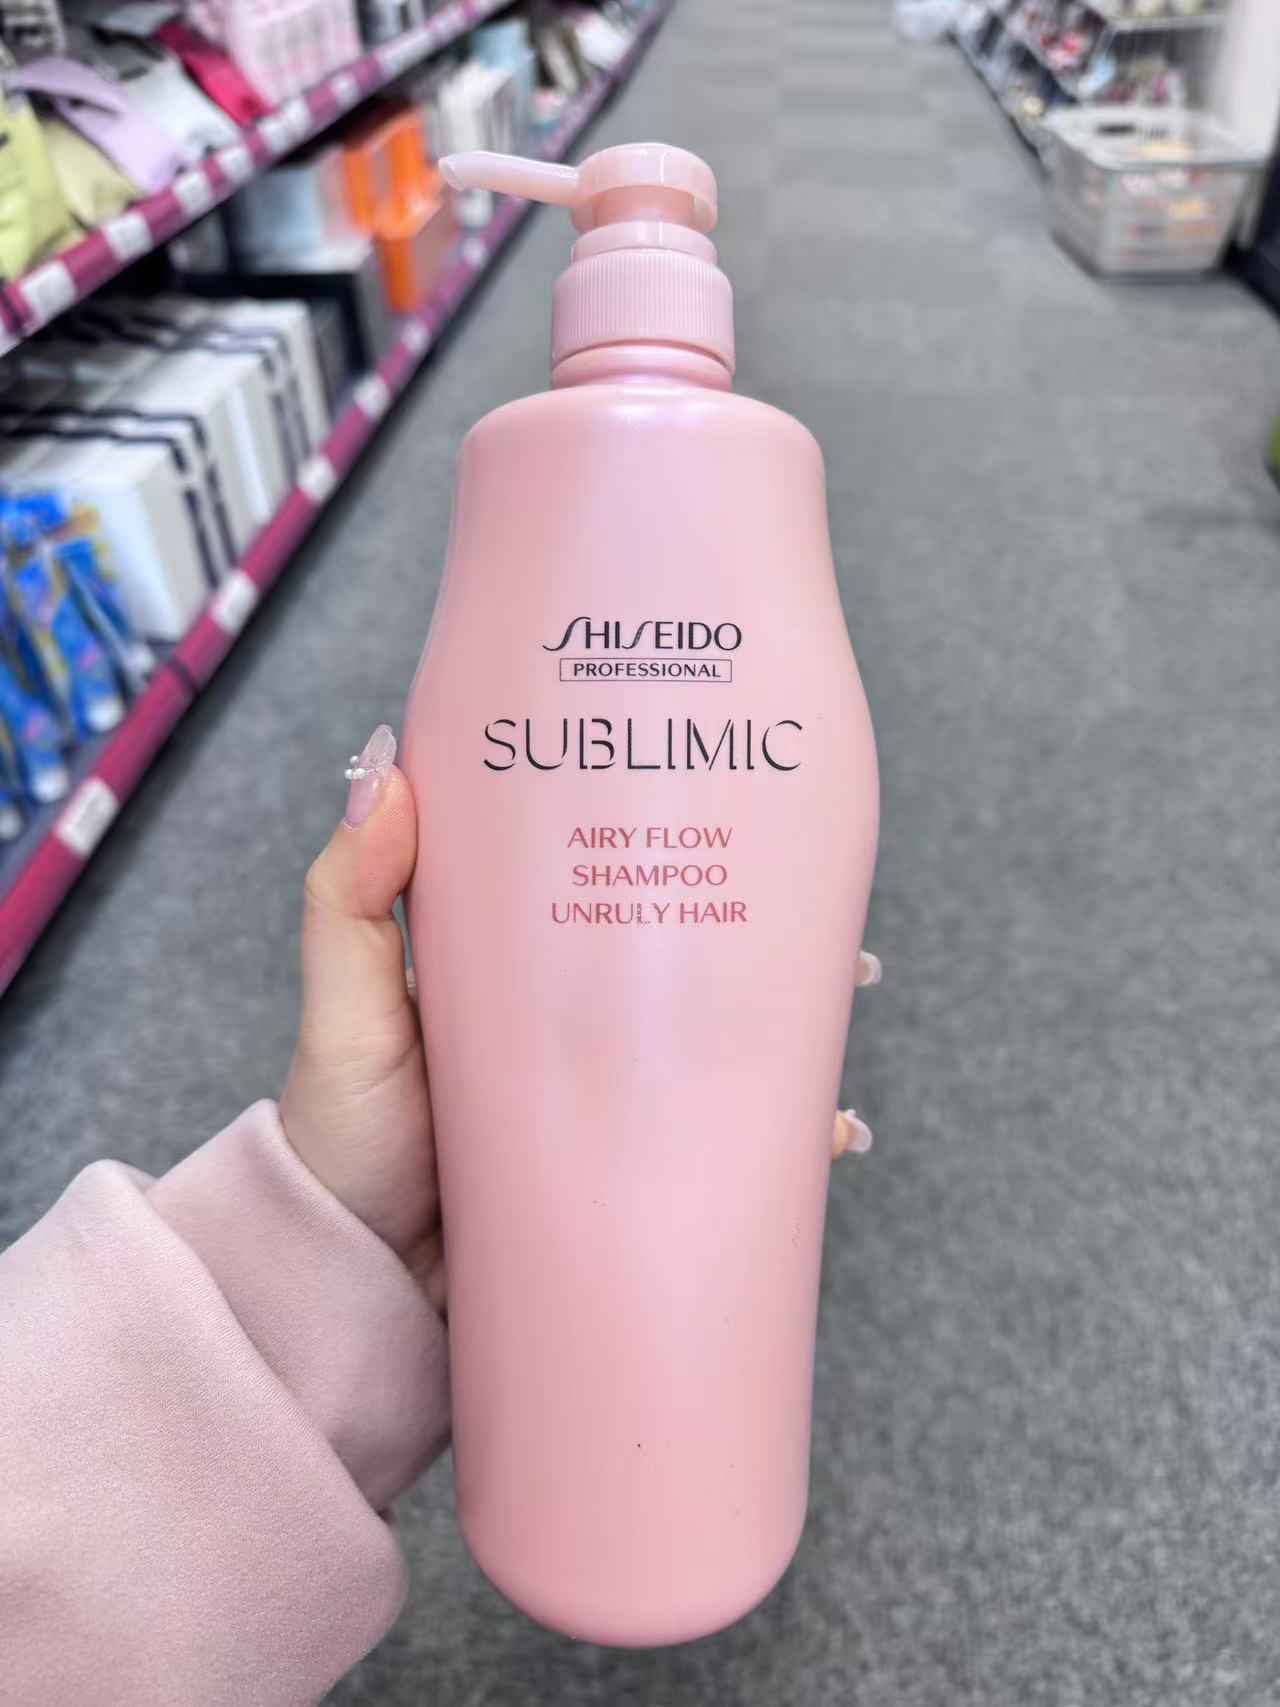 SHISEIDO
PROFESSIONAL
SUBLIMIC
AIRY FLOW
SHAMPOO
UNRULY HAIR